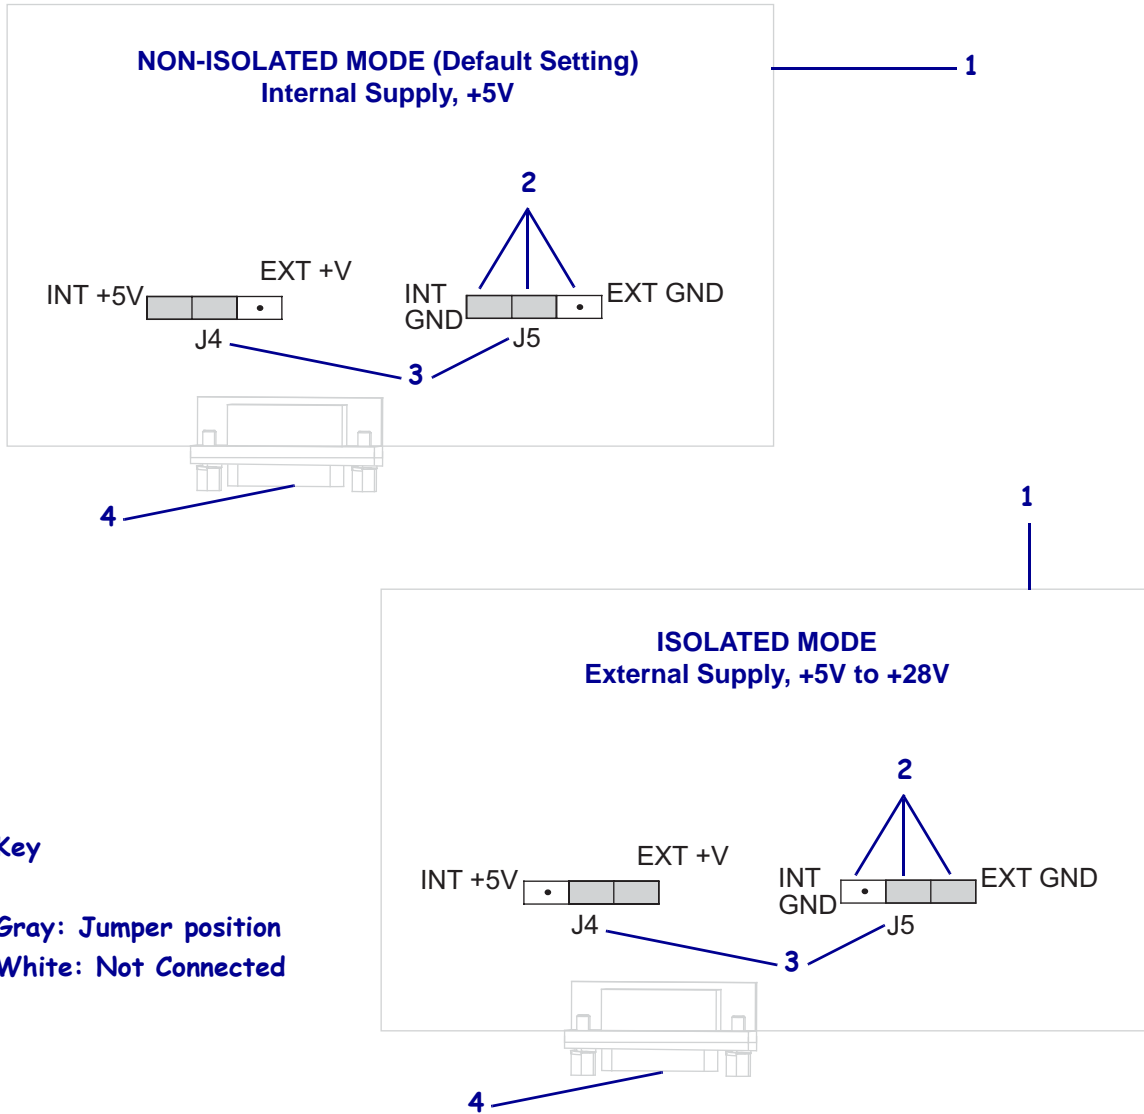 NON-ISOLATED MODE (Default Setting)
Internal Supply, +5V
1
2
INT +5V
EXT +V
INT
GND
EXT GND
J4
J5
3
4
1
ISOLATED MODE
External Supply, +5V to +28V
2
INT +5V
EXT +V
INT
GND
EXT GND
J4
J5
3
4
Key
Gray: Jumper position
White: Not Connected